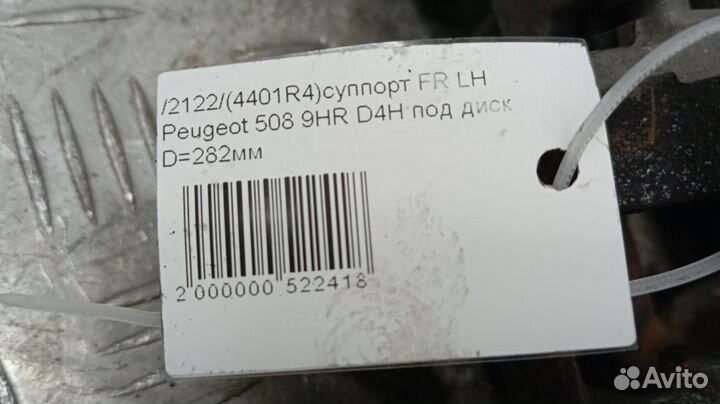 /2122/(4401R4)суппорт FR LH
Peugeot 508 9HR D4H под диск
D=282мм
2 000000 522418
Avito